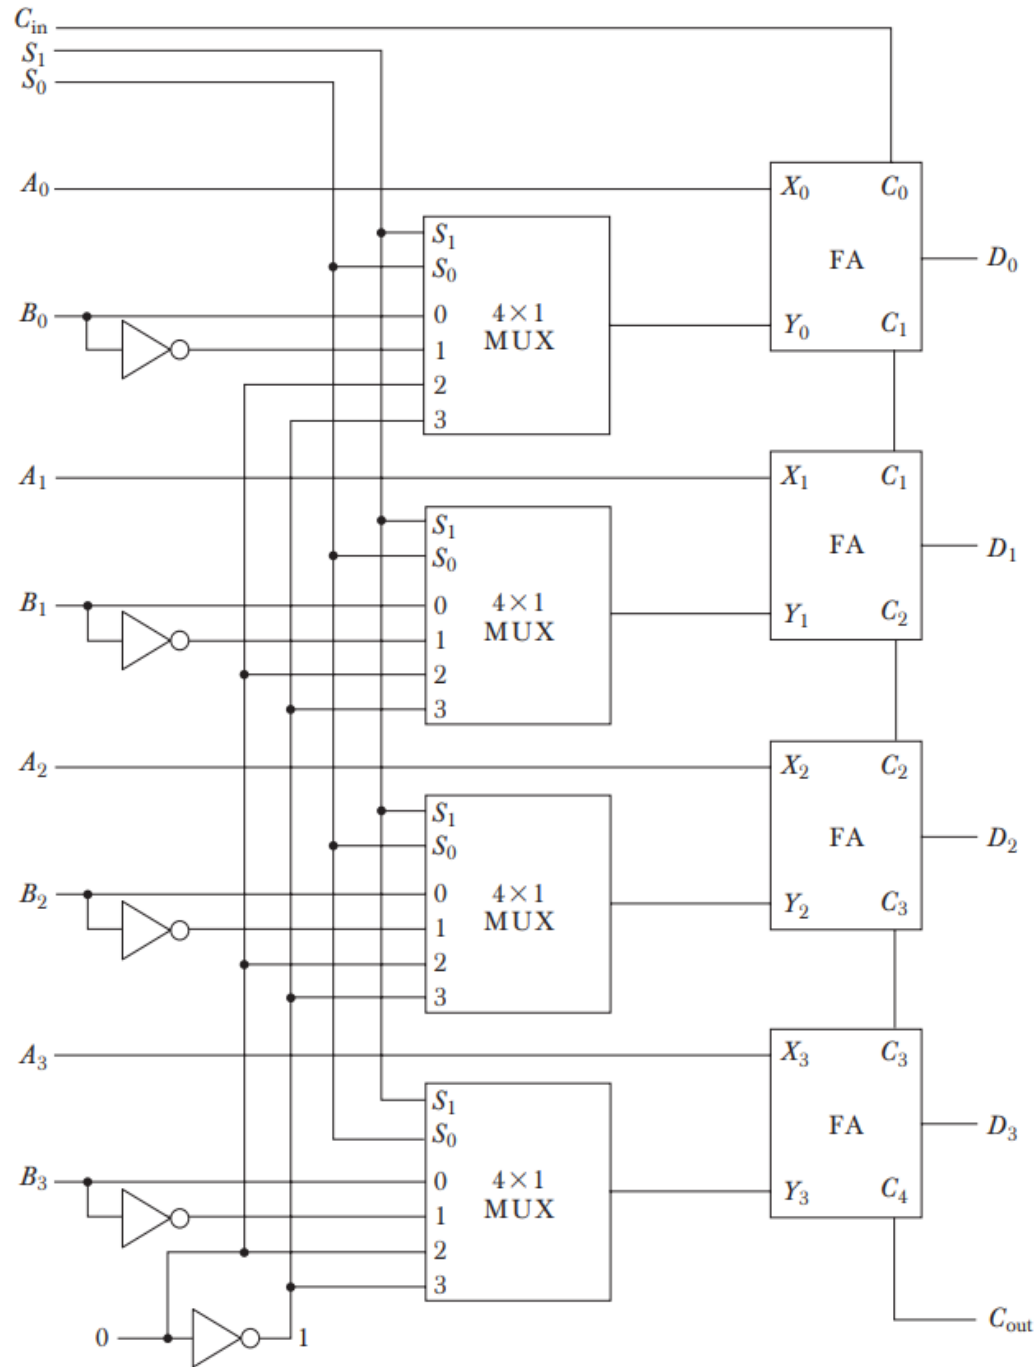 C_in
S_1
S_0
A_0
X_0 C_0
S_1
S_0
FA
D_0
B_0
0
4×1
MUX
Y_0 C_1
1
2
3
A_1
X_1 C_1
S_1
S_0
FA
D_1
B_1
0
4×1
MUX
Y_1 C_2
1
2
3
A_2
X_2 C_2
S_1
S_0
FA
D_2
B_2
0
4×1
MUX
Y_2 C_3
1
2
3
A_3
X_3 C_3
S_1
S_0
FA
D_3
B_3
0
4×1
MUX
Y_3 C_4
1
2
3
0
1
C_out